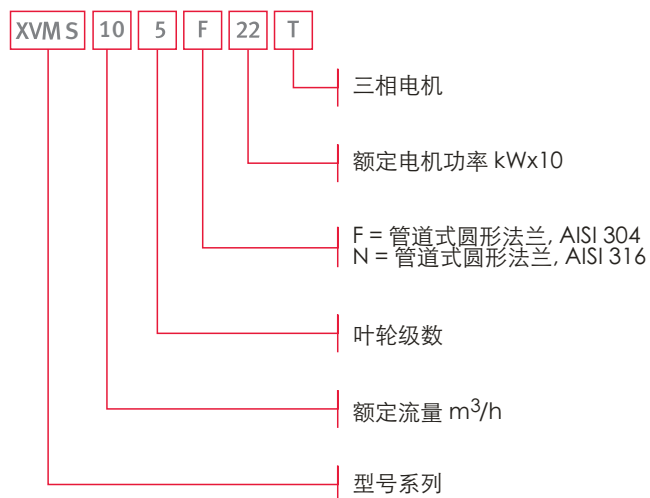 XVM S 10 5 F 22 T
三相电机
额定电机功率 kWx10
F = 管道式圆形法兰, AISI 304
N = 管道式圆形法兰, AISI 316
叶轮级数
额定流量 m³/h
型号系列